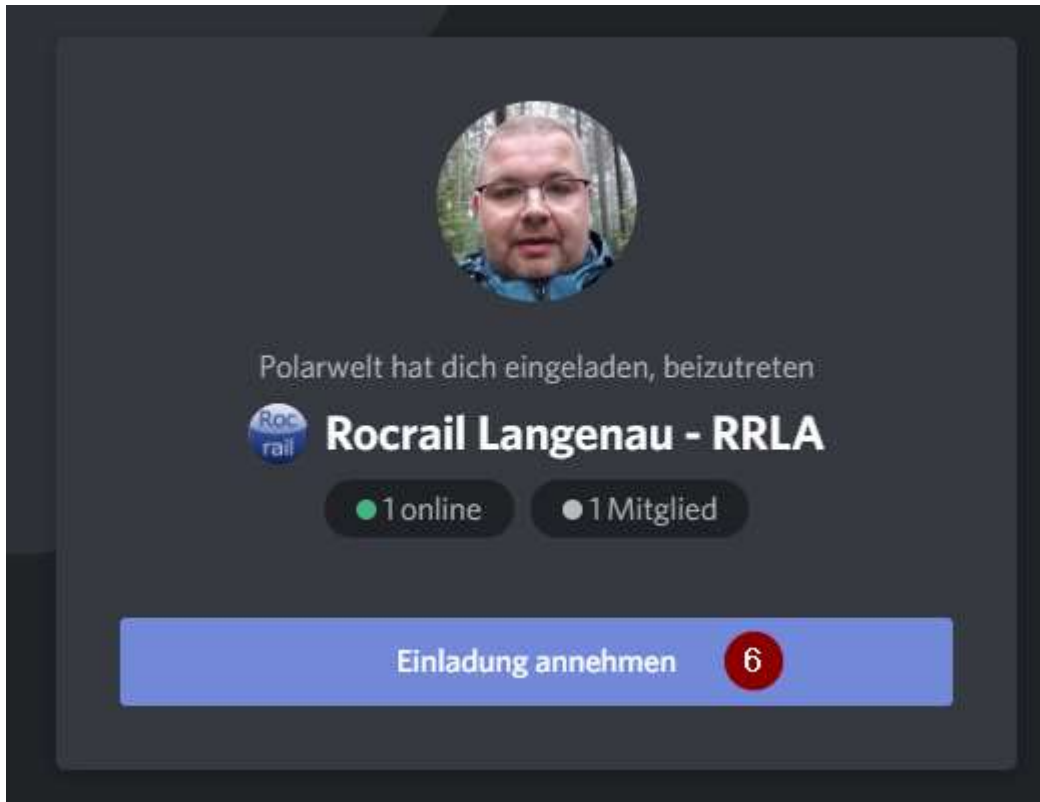 Polarwelt hat dich eingeladen, beizutreten
Roc
rail
Rocrail Langenau - RRLA
1 online
1 Mitglied
Einladung annehmen
6